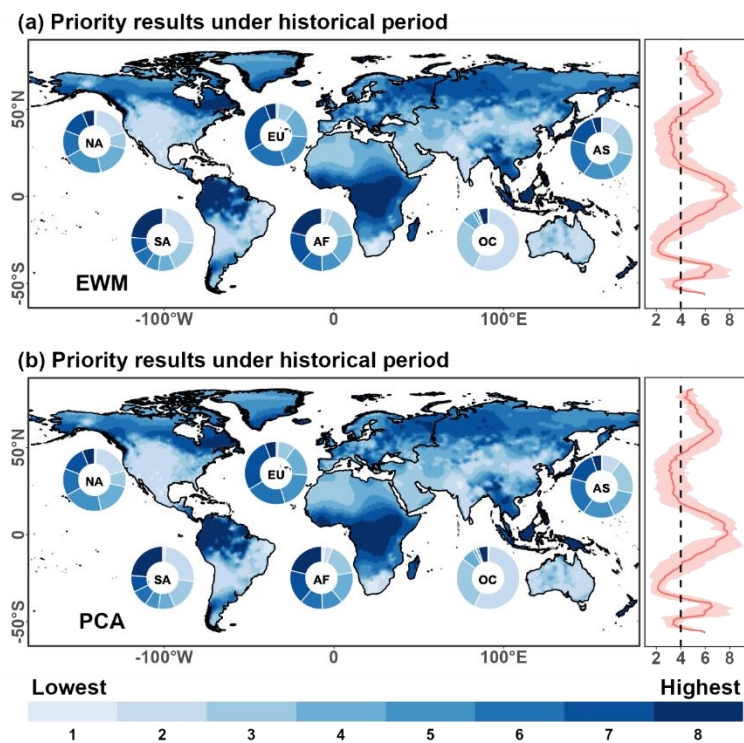 (a) Priority results under historical period
50°N
0
-50°S
NA
EU
AS
SA
AF
OC
EWM
-100°W
0
100°E
2 4 6 8
(b) Priority results under historical period
50°N
0
-50°S
NA
EU
AS
SA
AF
OC
PCA
-100°W
0
100°E
2 4 6 8
Lowest Highest
1 2 3 4 5 6 7 8